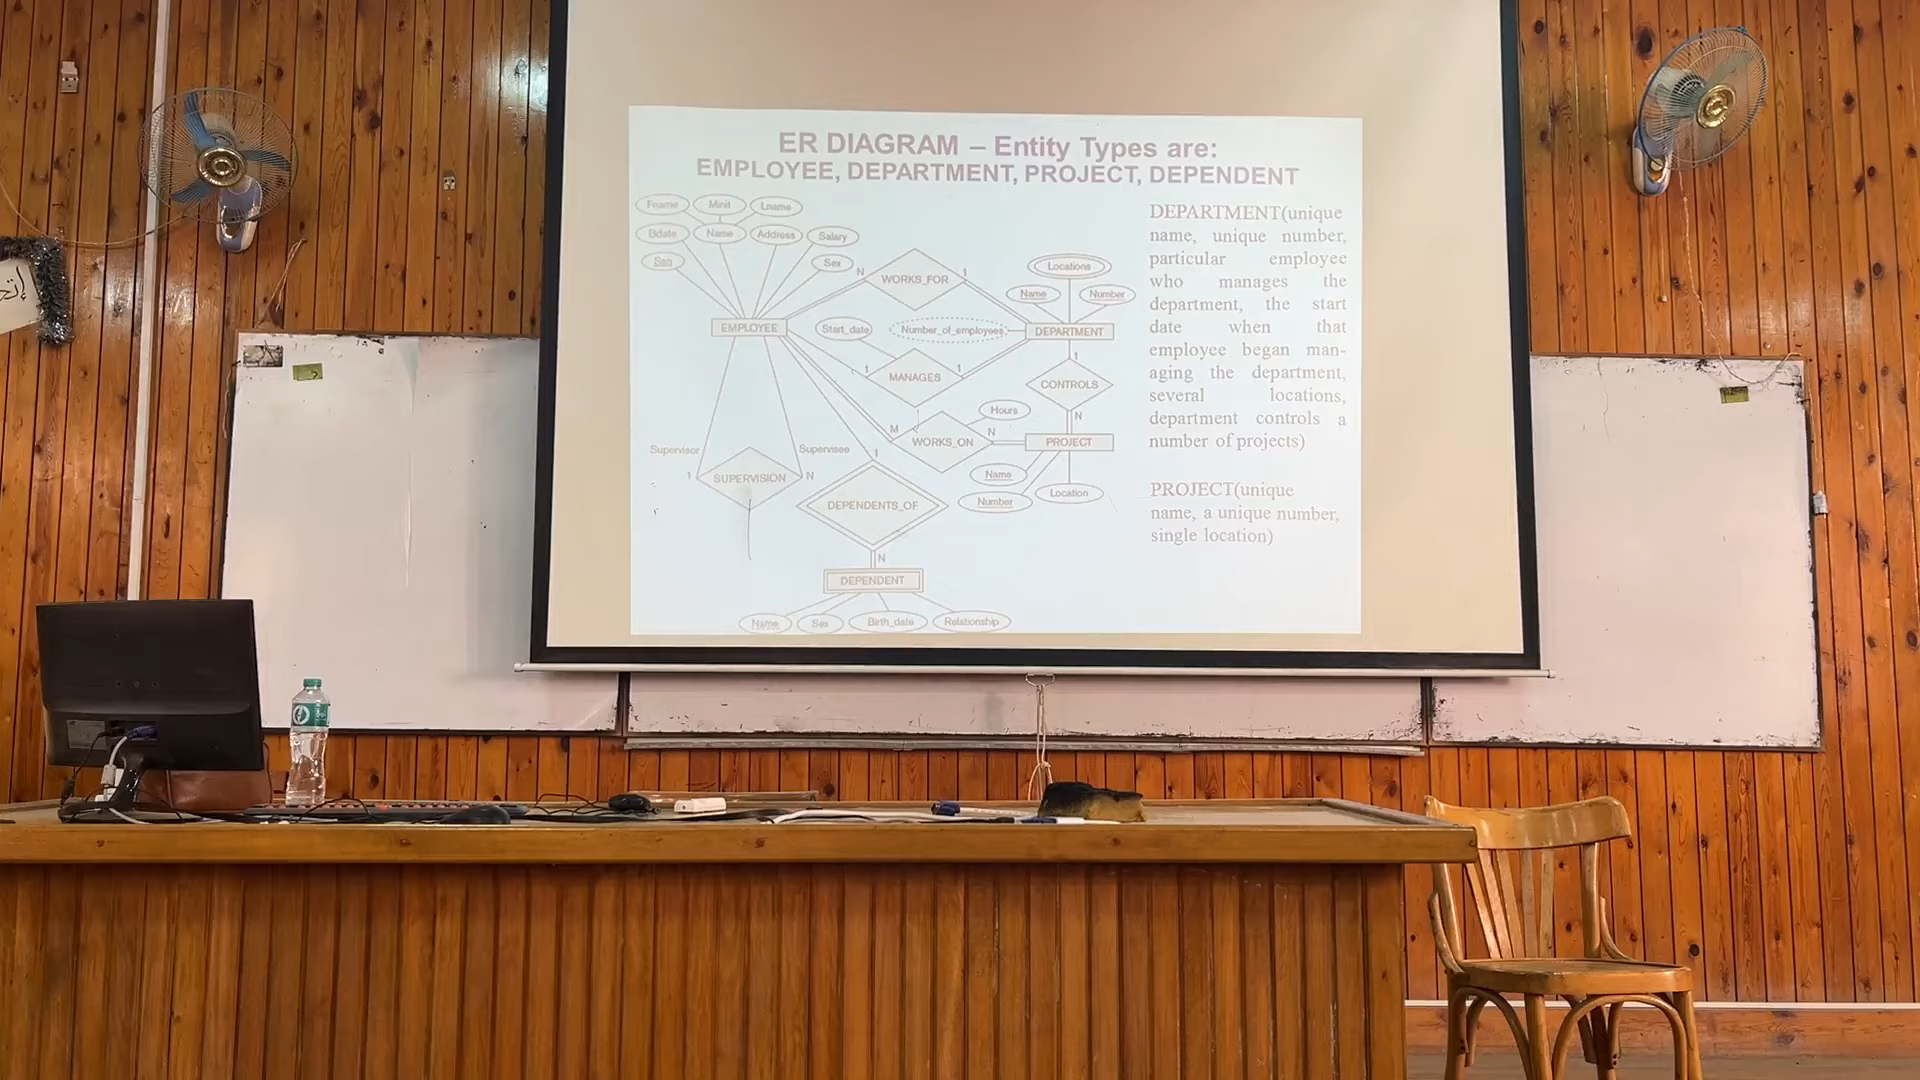 ER DIAGRAM – Entity Types are:
EMPLOYEE, DEPARTMENT, PROJECT, DEPENDENT
Fname
Minit
Lname
Bdate
Name
Address
Salary
Ssn
Sex
N
WORKS_FOR
1
Locations
Name
Number
EMPLOYEE
Start_date
Number_of_employees
DEPARTMENT
1
MANAGES
1
1
CONTROLS
N
Hours
M
WORKS_ON
N
PROJECT
Supervisor
Supervisee
1
SUPERVISION
N
1
Name
Number
Location
DEPENDENTS_OF
N
DEPENDENT
Name
Sex
Birth_date
Relationship
DEPARTMENT(unique
name, unique number,
particular employee
who manages the
department, the start
date when that
employee began man-
aging the department,
several locations,
department controls a
number of projects)
PROJECT(unique
name, a unique number,
single location)